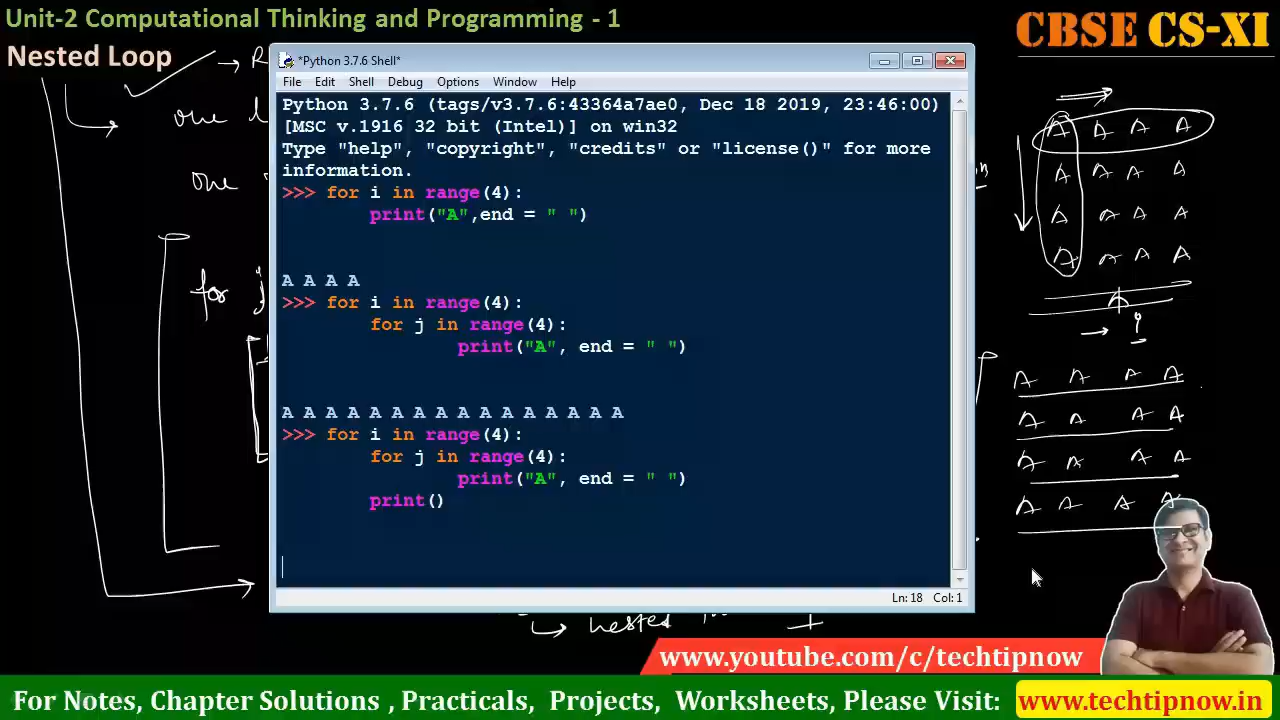 Unit-2 Computational Thinking and Programming - 1
CBSE CS-XI
Nested Loop
*Python 3.7.6 Shell*
File Edit Shell Debug Options Window Help
Python 3.7.6 (tags/v3.7.6:43364a7ae0, Dec 18 2019, 23:46:00)
[MSC v.1916 32 bit (Intel)] on win32
Type "help", "copyright", "credits" or "license()" for more
information.
>>> for i in range(4):
print("A",end = " ")
A A A A
>>> for i in range(4):
for j in range(4):
print("A", end = " ")
A A A A A A A A A A A A A A A A
>>> for i in range(4):
for j in range(4):
print("A", end = " ")
print()
Ln: 18 Col: 1
R
one
one
for j
A A A A
A A A A
A A A A
A A A A
A A A A
A A A A
A A A A
A A A A
nested
www.youtube.com/c/techtipnow
For Notes, Chapter Solutions , Practicals, Projects, Worksheets, Please Visit: www.techtipnow.in